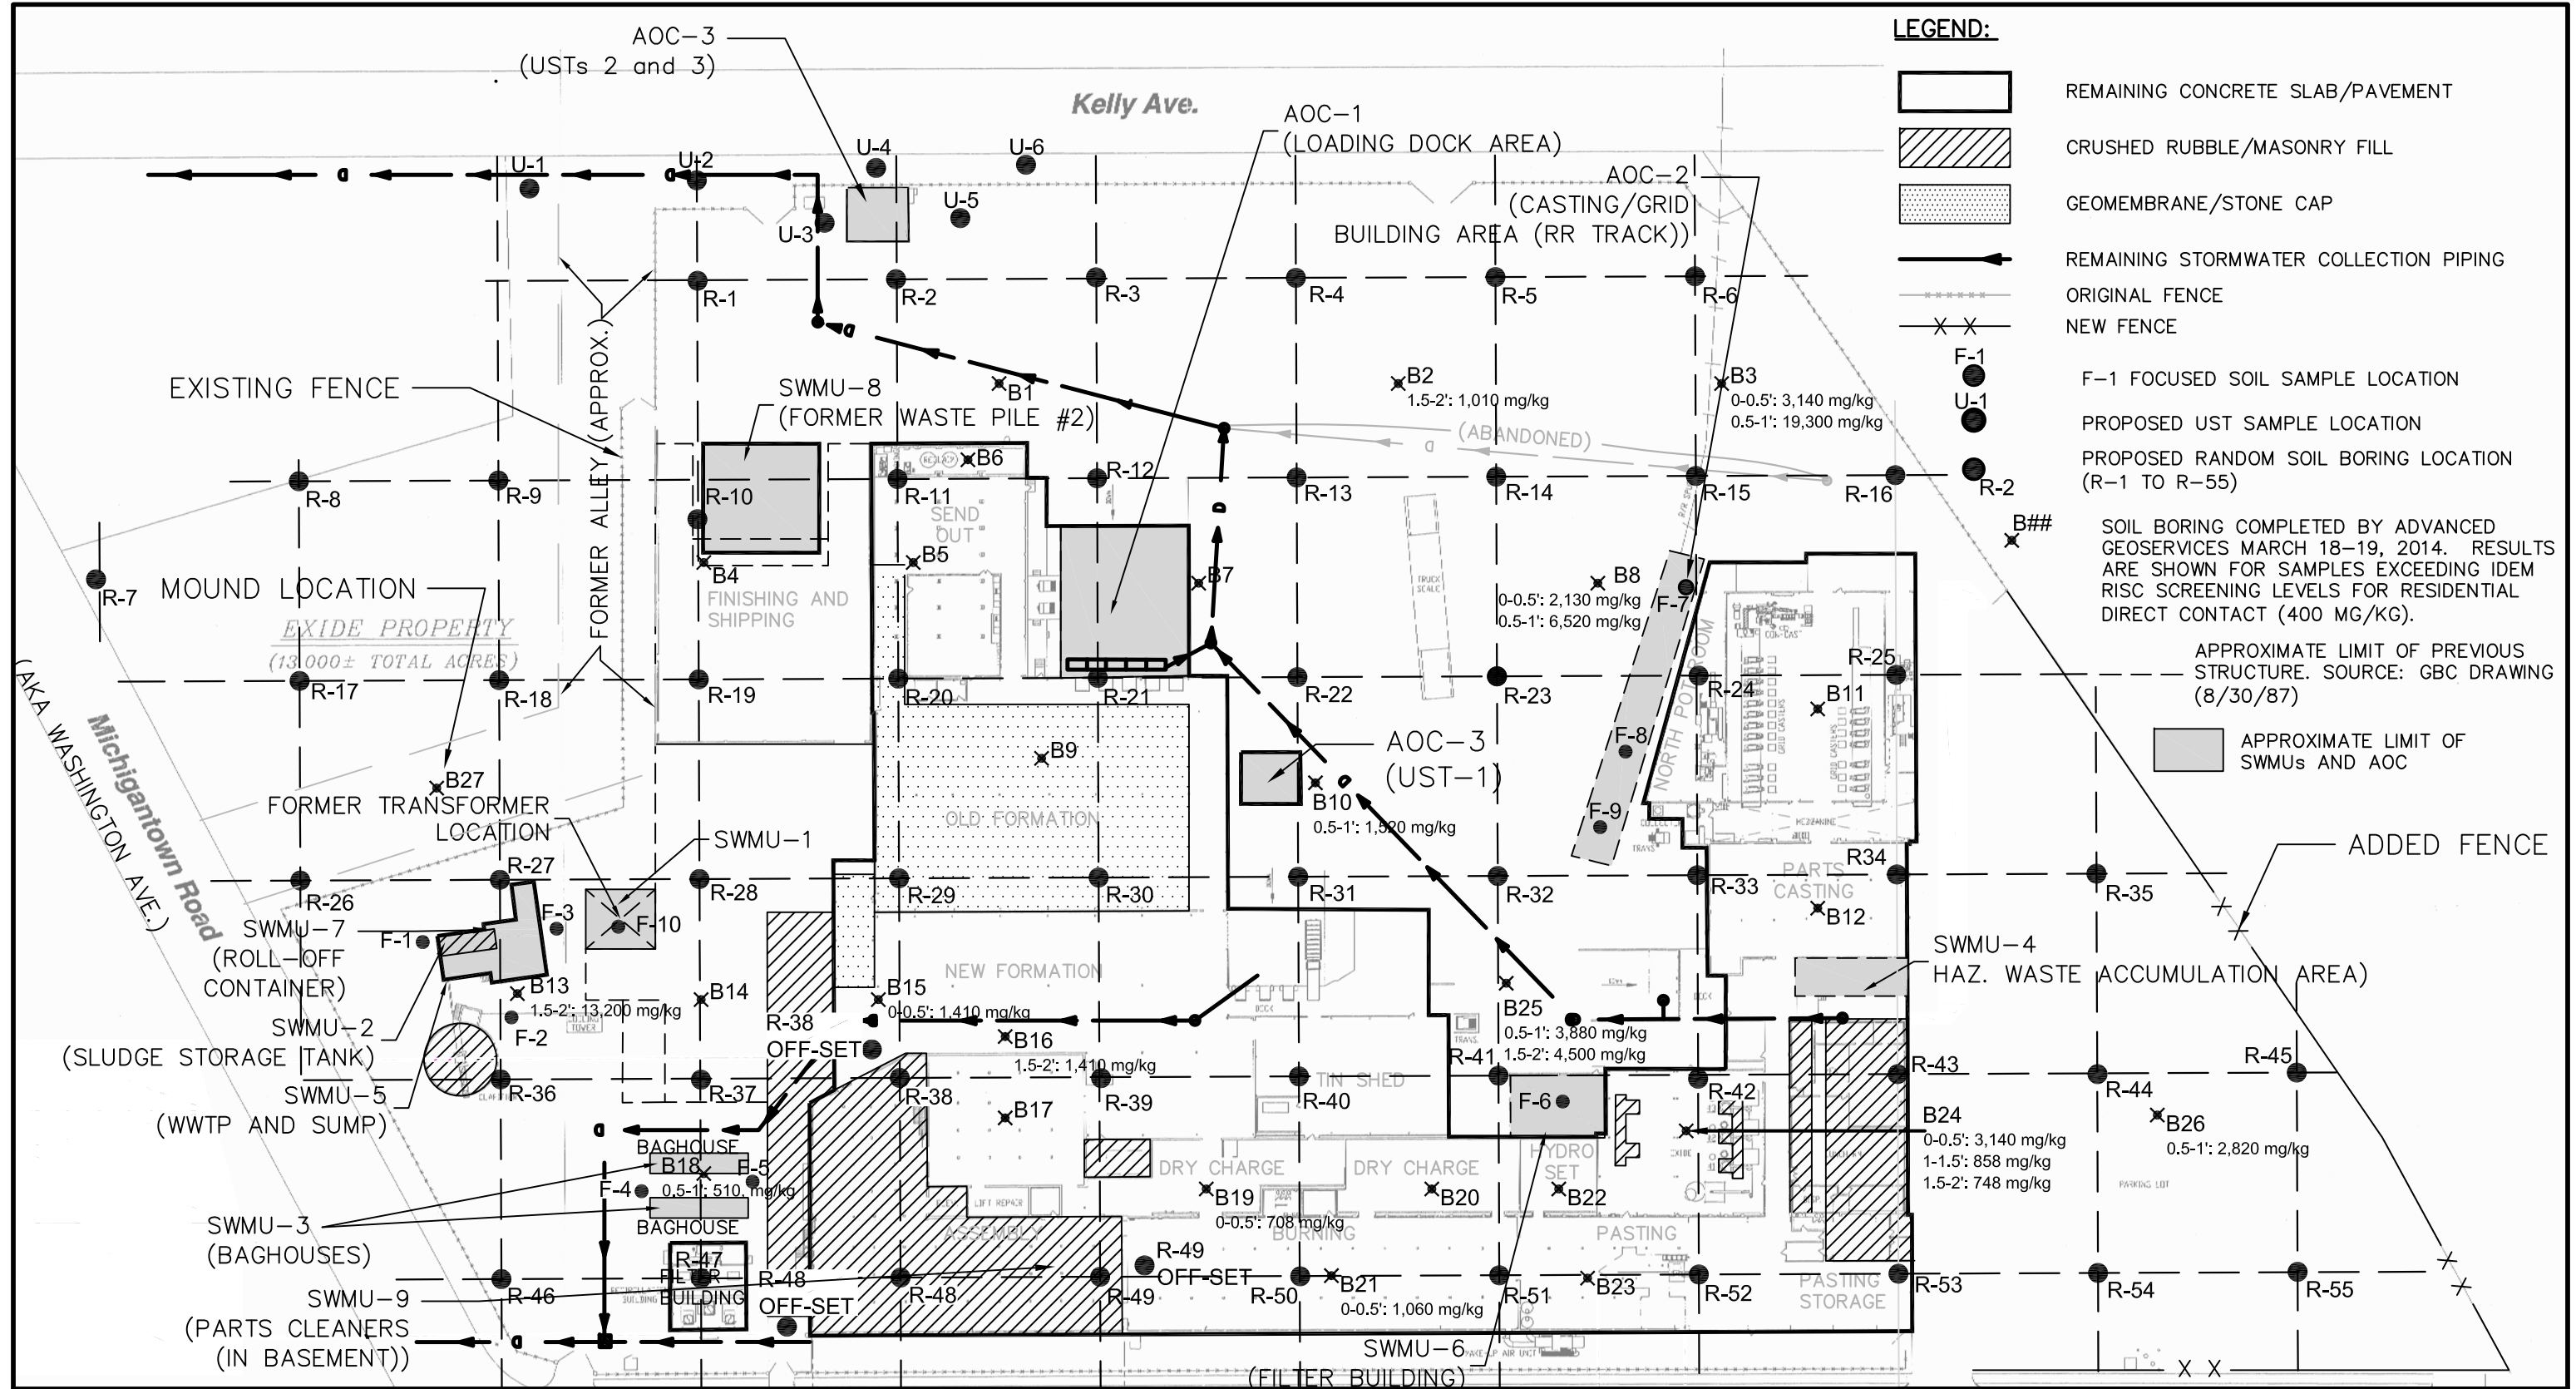 AOC-3
(USTs 2 and 3)
Kelly Ave.
AOC-1
(LOADING DOCK AREA)
AOC-2
(CASTING/GRID
BUILDING AREA (RR TRACK))
U-1
U-2
U-3
U-4
U-5
U-6
R-1
R-2
R-3
R-4
R-5
R-6
FORMER ALLEY (APPROX.)
EXISTING FENCE
SWMU-8
(FORMER WASTE PILE #2)
B1
B2
1.5-2': 1,010 mg/kg
B3
0-0.5': 3,140 mg/kg
0.5-1': 19,300 mg/kg
(ABANDONED)
R-7
R-8
R-9
R-10
R-11
R-12
R-13
R-14
R-15
R-16
B6
SEND
OUT
B4
B5
B7
B8
0-0.5': 2,130 mg/kg
0.5-1': 6,520 mg/kg
F-7
TRUCK
SCALE
FINISHING AND
SHIPPING
MOUND LOCATION
EXIDE PROPERTY
(13.000± TOTAL ACRES)
NORTH POT ROOM
GRID CASTERS
GRID CASTERS
R-17
R-18
R-19
R-20
R-21
R-22
R-23
R-24
R-25
B11
(AKA WASHINGTON AVE.)
Michigantown Road
B27
B9
OLD FORMATION
AOC-3
(UST-1)
B10
0.5-1': 1,520 mg/kg
F-8
F-9
MEZZANINE
FORMER TRANSFORMER
LOCATION
SWMU-1
ADDED FENCE
R-26
R-27
R-28
R-29
R-30
R-31
R-32
R-33
R34
R-35
PARTS
CASTING
B12
F-1
F-3
F-10
SWMU-7
(ROLL-OFF
CONTAINER)
NEW FORMATION
SWMU-4
HAZ. WASTE ACCUMULATION AREA)
B13
1.5-2': 13,200 mg/kg
F-2
COOLING
TOWER
B14
B15
0-0.5': 1,410 mg/kg
B16
1.5-2': 1,410 mg/kg
DOCK
DOCK
TRANS.
B25
0.5-1': 3,880 mg/kg
1.5-2': 4,500 mg/kg
SWMU-2
(SLUDGE STORAGE TANK)
R-38
OFF-SET
SWMU-5
(WWTP AND SUMP)
R-36
R-37
R-38
R-39
R-40
TIN SHED
R-41
R-42
R-43
R-44
R-45
B17
F-6
B24
0-0.5': 3,140 mg/kg
1-1.5': 858 mg/kg
1.5-2': 748 mg/kg
B26
0.5-1': 2,820 mg/kg
PARKING LOT
BAGHOUSE
B18
F-5
F-4
0.5-1': 510. mg/kg
BAGHOUSE
SWMU-3
(BAGHOUSES)
DRY CHARGE
DRY CHARGE
HYDRO
SET
LIFT REPAIR
B19
0-0.5': 708 mg/kg
B20
B22
ASSEMBLY
BURNING
PASTING
R-46
R-47
FILTER
BUILDING
R-48
OFF-SET
R-48
R-49
R-49
OFF-SET
R-50
B21
0-0.5': 1,060 mg/kg
R-51
B23
R-52
R-53
R-54
R-55
PASTING
STORAGE
SWMU-9
(PARTS CLEANERS
(IN BASEMENT))
SWMU-6
(FILTER BUILDING)
MAKE-UP AIR UNIT
X X
LEGEND:
REMAINING CONCRETE SLAB/PAVEMENT
CRUSHED RUBBLE/MASONRY FILL
GEOMEMBRANE/STONE CAP
REMAINING STORMWATER COLLECTION PIPING
ORIGINAL FENCE
X X
NEW FENCE
F-1
F-1 FOCUSED SOIL SAMPLE LOCATION
U-1
PROPOSED UST SAMPLE LOCATION
R-2
PROPOSED RANDOM SOIL BORING LOCATION
(R-1 TO R-55)
B##
SOIL BORING COMPLETED BY ADVANCED
GEOSERVICES MARCH 18-19, 2014. RESULTS
ARE SHOWN FOR SAMPLES EXCEEDING IDEM
RISC SCREENING LEVELS FOR RESIDENTIAL
DIRECT CONTACT (400 MG/KG).
APPROXIMATE LIMIT OF PREVIOUS
STRUCTURE. SOURCE: GBC DRAWING
(8/30/87)
APPROXIMATE LIMIT OF
SWMUs AND AOC